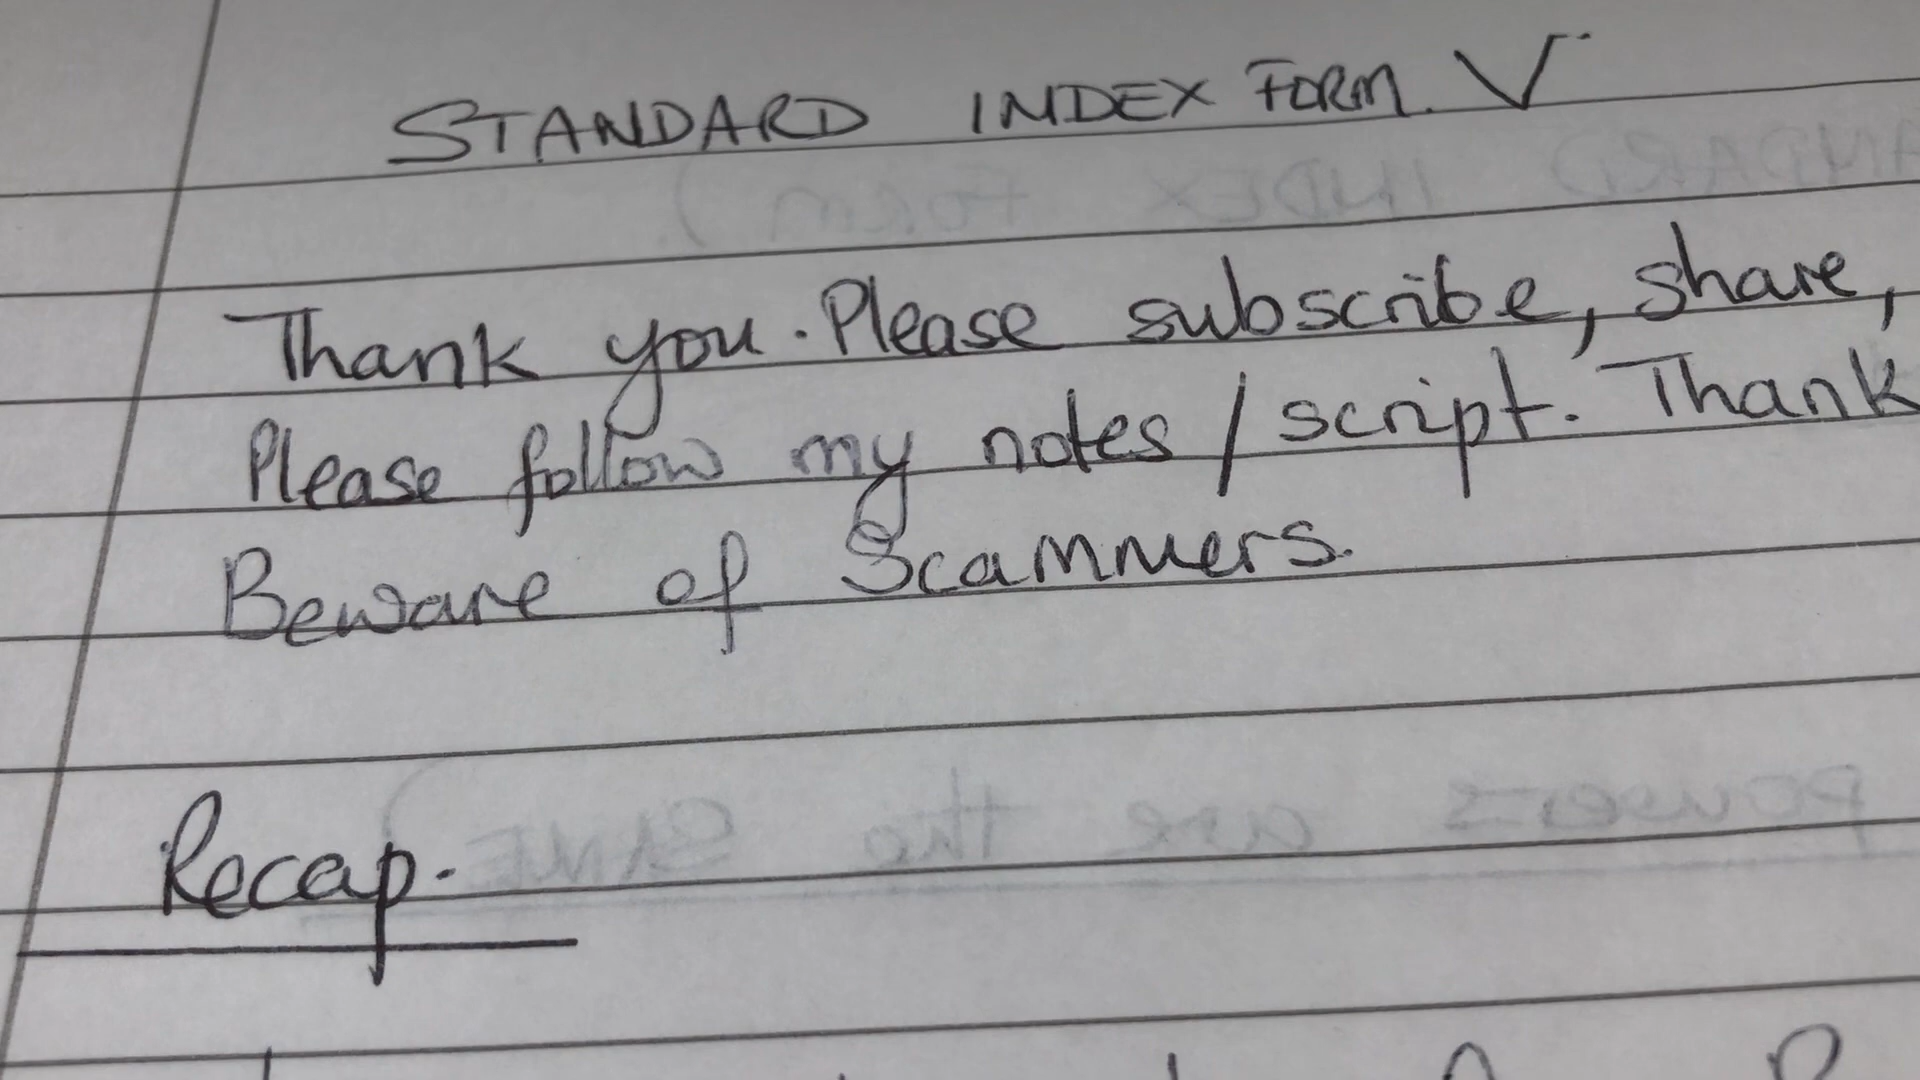 STANDARD INDEX FORM. V
Thank you. Please subscribe, share,
Please follow my notes / script. Thank
Beware of Scammers.
Recap.